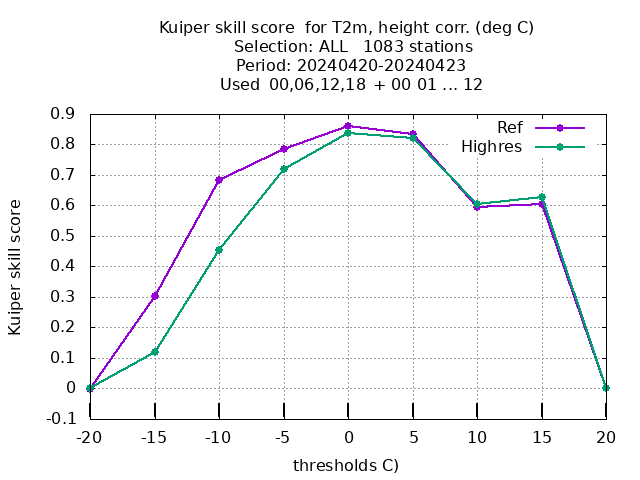 Kuiper skill score  for T2m, height corr. (deg C)
Selection: ALL   1083 stations
Period: 20240420-20240423
Used  00,06,12,18  + 00 01 ... 12
Ref
Highres
Kuiper skill score
0.9
0.8
0.7
0.6
0.5
0.4
0.3
0.2
0.1
0
-0.1
-20 -15 -10 -5 0 5 10 15 20
thresholds C)